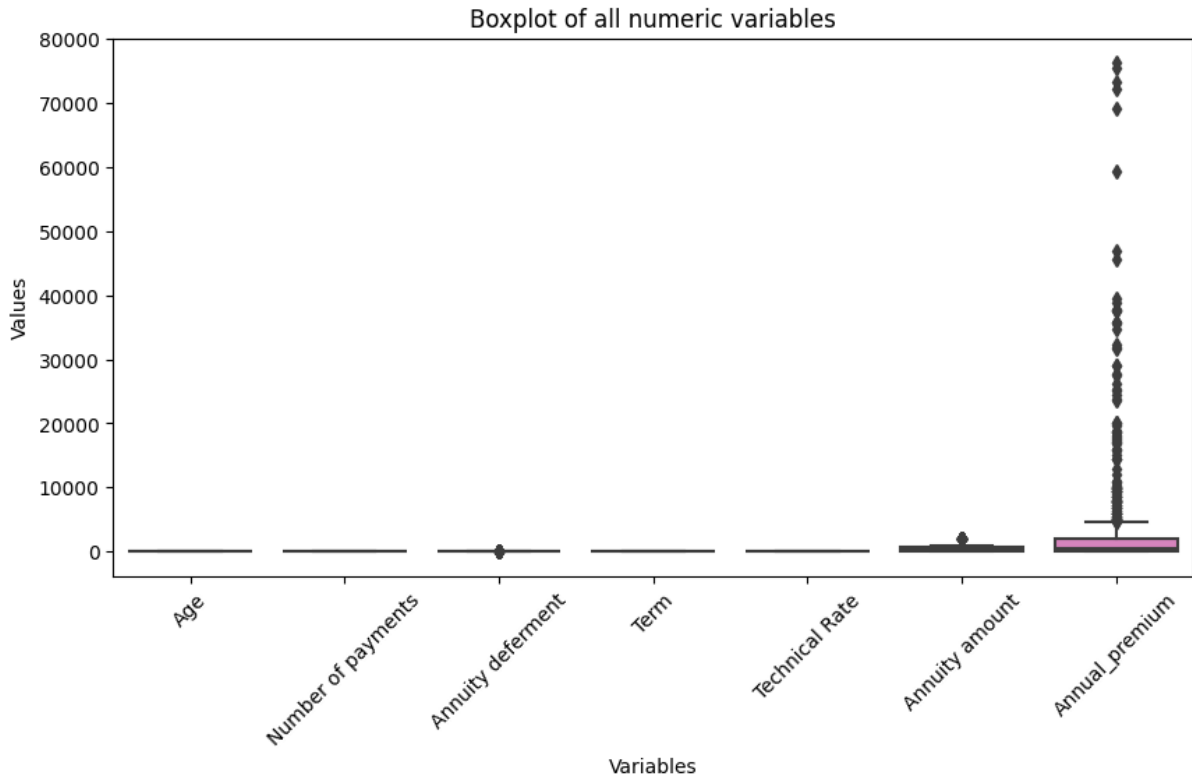 Boxplot of all numeric variables
80000
70000
60000
50000
40000
30000
20000
10000
0
Values
Age
Number of payments
Annuity deferment
Term
Technical Rate
Annuity amount
Annual_premium
Variables